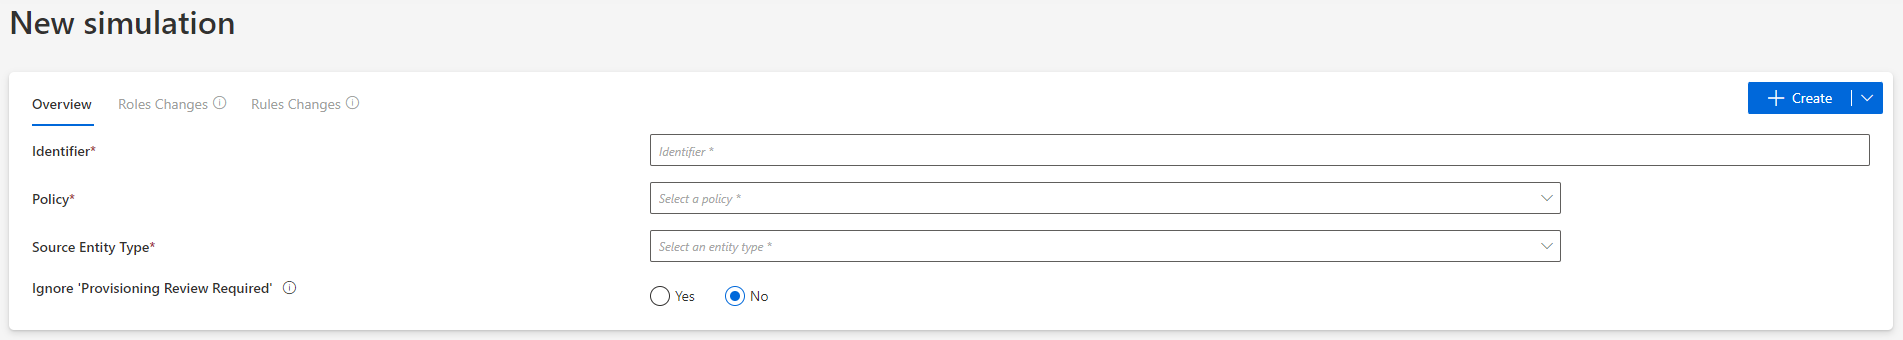 New simulation
Overview Roles Changes Rules Changes Create
Identifier* Identifier *
Policy* Select a policy *
Source Entity Type* Select an entity type *
Ignore 'Provisioning Review Required' Yes No